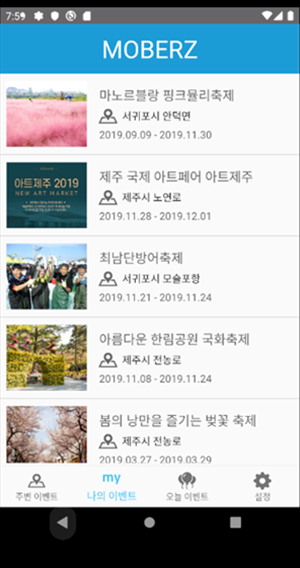 7:59
MOBERZ
마노르블랑 핑크뮬리축제
서귀포시 안덕면
2019.09.09 - 2019.11.30
아트제주 2019
NEW ART MARKET
제주 국제 아트페어 아트제주
제주시 노연로
2019.11.28 - 2019.12.01
최남단방어축제
서귀포시 모슬포항
2019.11.21 - 2019.11.24
아름다운 한림공원 국화축제
제주시 전농로
2019.11.08 - 2019.11.24
봄의 낭만을 즐기는 벚꽃 축제
제주시 전농로
2019.03.27 - 2019.03.29
주변 이벤트
my
나의 이벤트
오늘 이벤트
설정